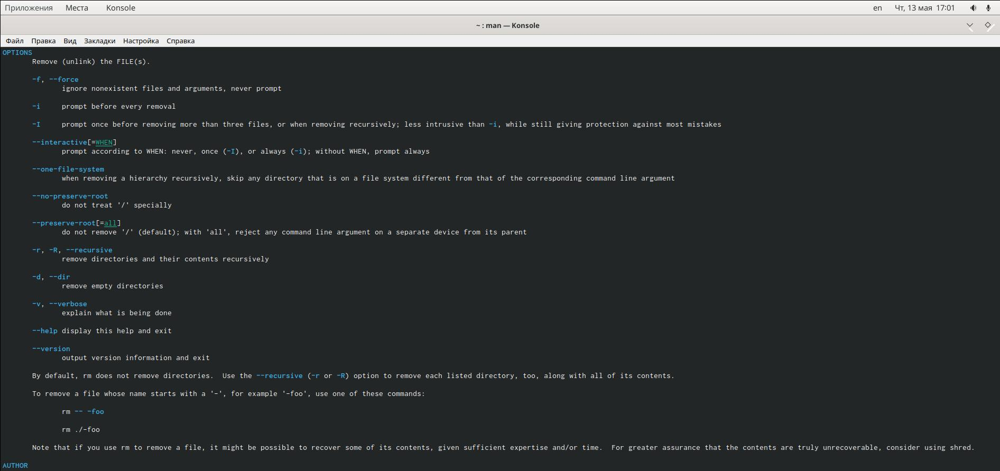 Приложения Места Konsole en Чт, 13 мая 17:01
~ : man — Konsole
Файл Правка Вид Закладки Настройка Справка
OPTIONS
Remove (unlink) the FILE(s).
-f, --force
ignore nonexistent files and arguments, never prompt
-i prompt before every removal
-I prompt once before removing more than three files, or when removing recursively; less intrusive than -i, while still giving protection against most mistakes
--interactive[=WHEN]
prompt according to WHEN: never, once (-I), or always (-i); without WHEN, prompt always
--one-file-system
when removing a hierarchy recursively, skip any directory that is on a file system different from that of the corresponding command line argument
--no-preserve-root
do not treat '/' specially
--preserve-root[=all]
do not remove '/' (default); with 'all', reject any command line argument on a separate device from its parent
-r, -R, --recursive
remove directories and their contents recursively
-d, --dir
remove empty directories
-v, --verbose
explain what is being done
--help display this help and exit
--version
output version information and exit
By default, rm does not remove directories.  Use the --recursive (-r or -R) option to remove each listed directory, too, along with all of its contents.
To remove a file whose name starts with a '-', for example '-foo', use one of these commands:
rm -- -foo
rm ./-foo
Note that if you use rm to remove a file, it might be possible to recover some of its contents, given sufficient expertise and/or time.  For greater assurance that the contents are truly unrecoverable, consider using shred.
AUTHOR